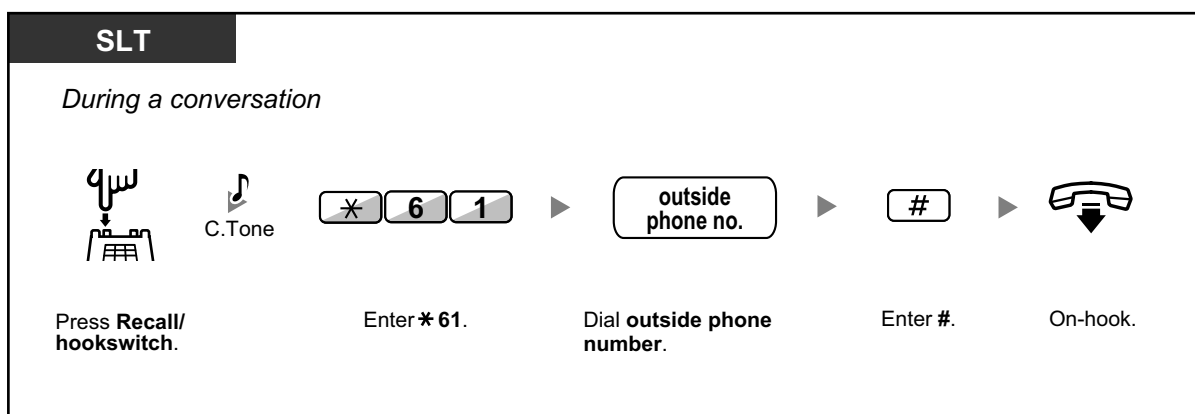 SLT
During a conversation
C.Tone
* 6 1
outside
phone no.
#
Press Recall/
hookswitch.
Enter * 61.
Dial outside phone
number.
Enter #.
On-hook.